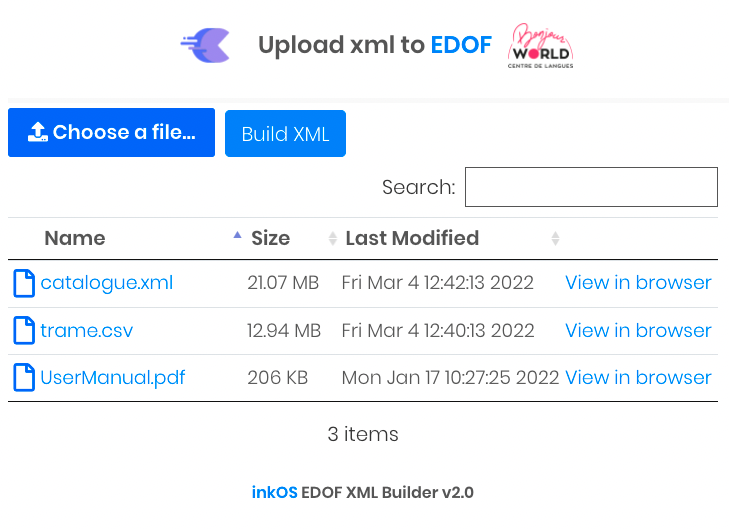 Upload xml to EDOF
Bonjour
WORLD
CENTRE DE LANGUES
Choose a file...
Build XML
Search:
Name Size Last Modified
catalogue.xml 21.07 MB Fri Mar 4 12:42:13 2022 View in browser
trame.csv 12.94 MB Fri Mar 4 12:40:13 2022 View in browser
UserManual.pdf 206 KB Mon Jan 17 10:27:25 2022 View in browser
3 items
inkOS EDOF XML Builder v2.0